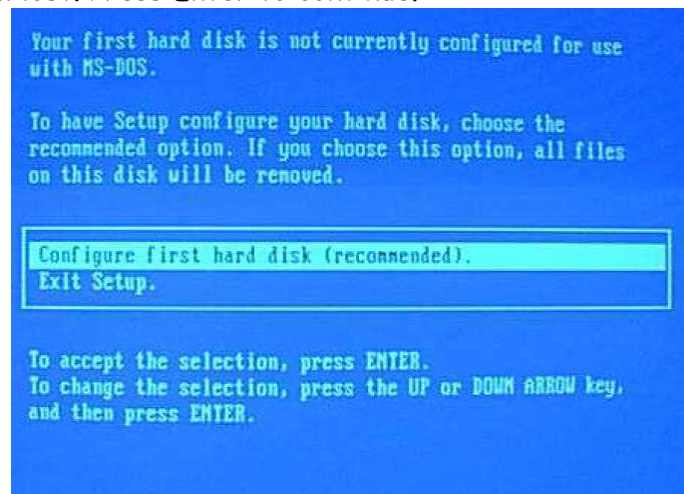 Your first hard disk is not currently configured for use
with MS-DOS.
To have Setup configure your hard disk, choose the
recommended option. If you choose this option, all files
on this disk will be removed.
Configure first hard disk (recommended).
Exit Setup.
To accept the selection, press ENTER.
To change the selection, press the UP or DOWN ARROW key,
and then press ENTER.